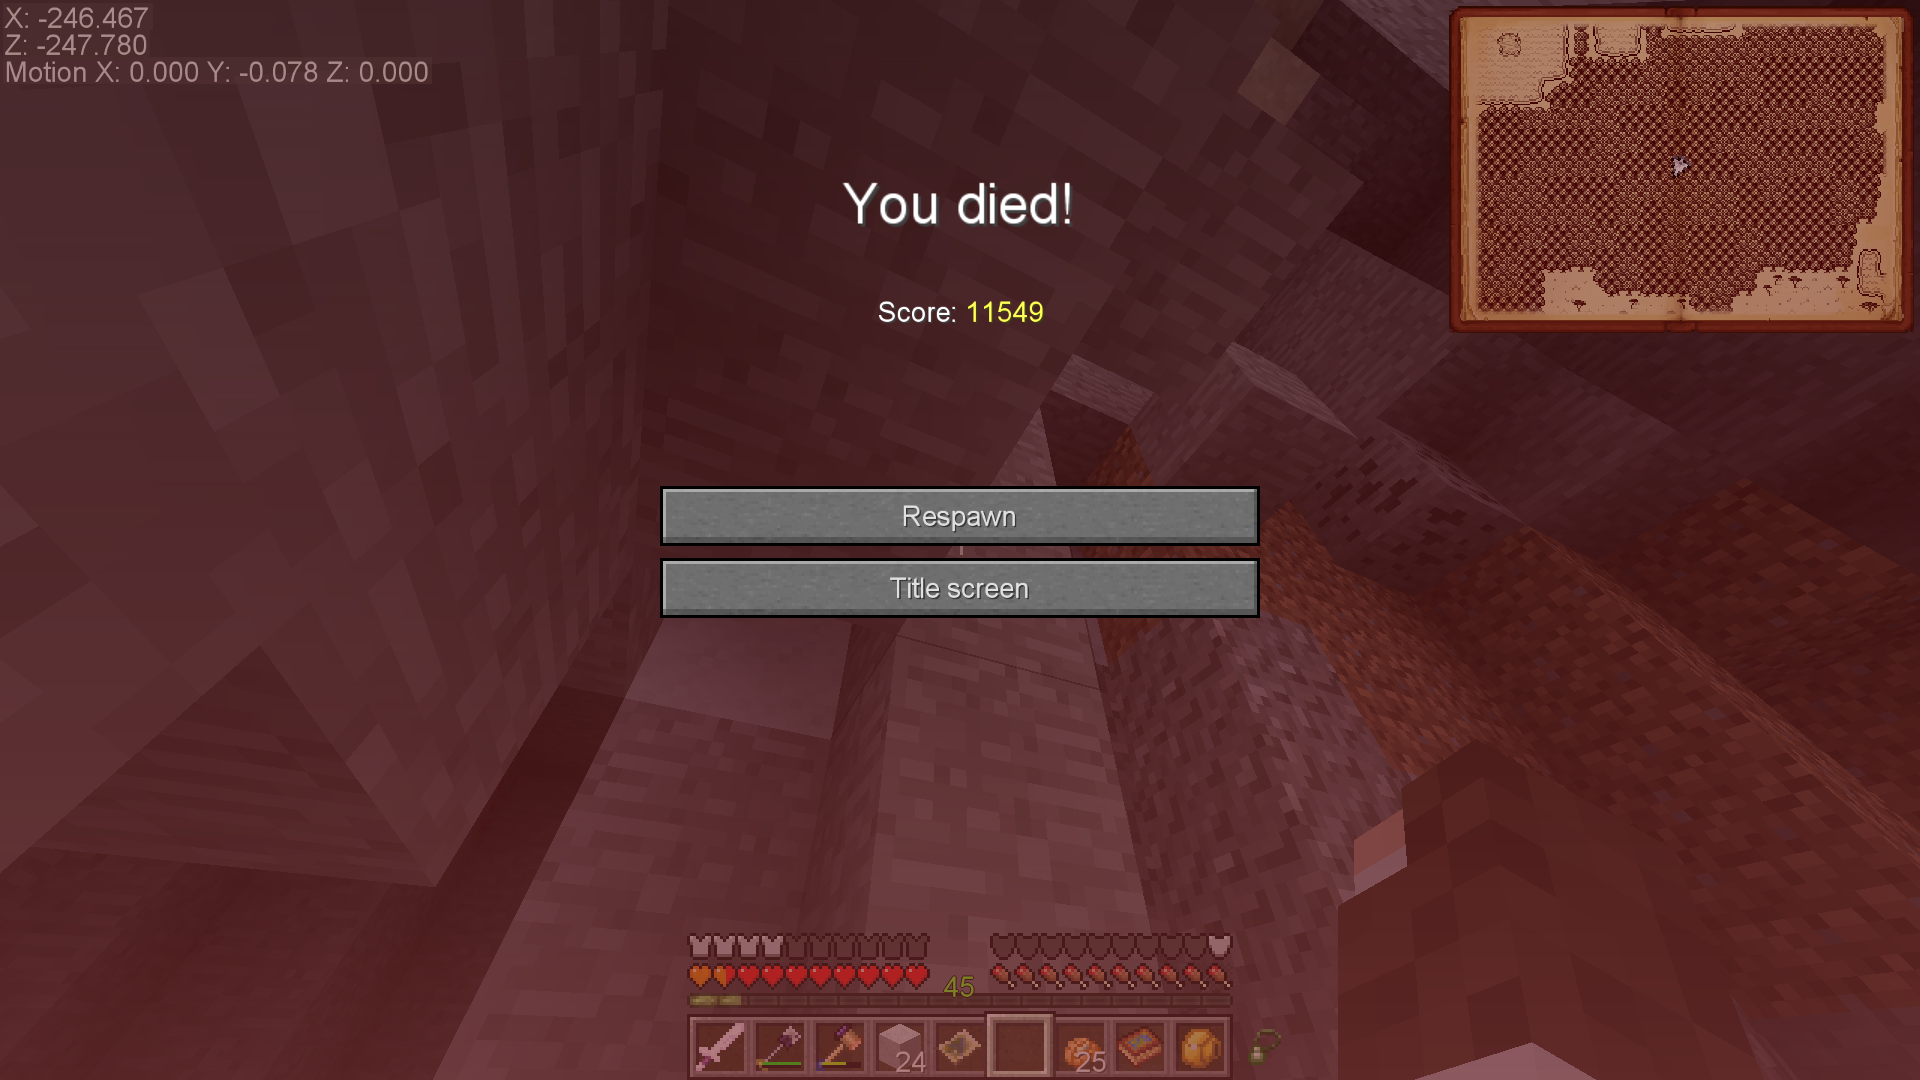 X: -246.467
Z: -247.780
Motion X: 0.000 Y: -0.078 Z: 0.000
You died!
Score: 11549
Respawn
Title screen
45
24
25